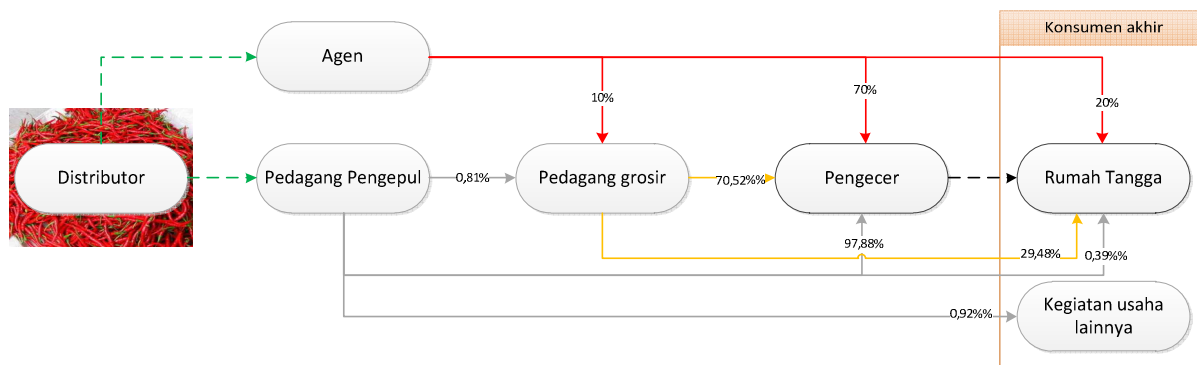 Konsumen akhir
Agen
10%
70%
20%
Distributor
Pedagang Pengepul
0,81%
Pedagang grosir
70,52%%
Pengecer
Rumah Tangga
97,88%
29,48%
0,39%%
0,92%%
Kegiatan usaha
lainnya